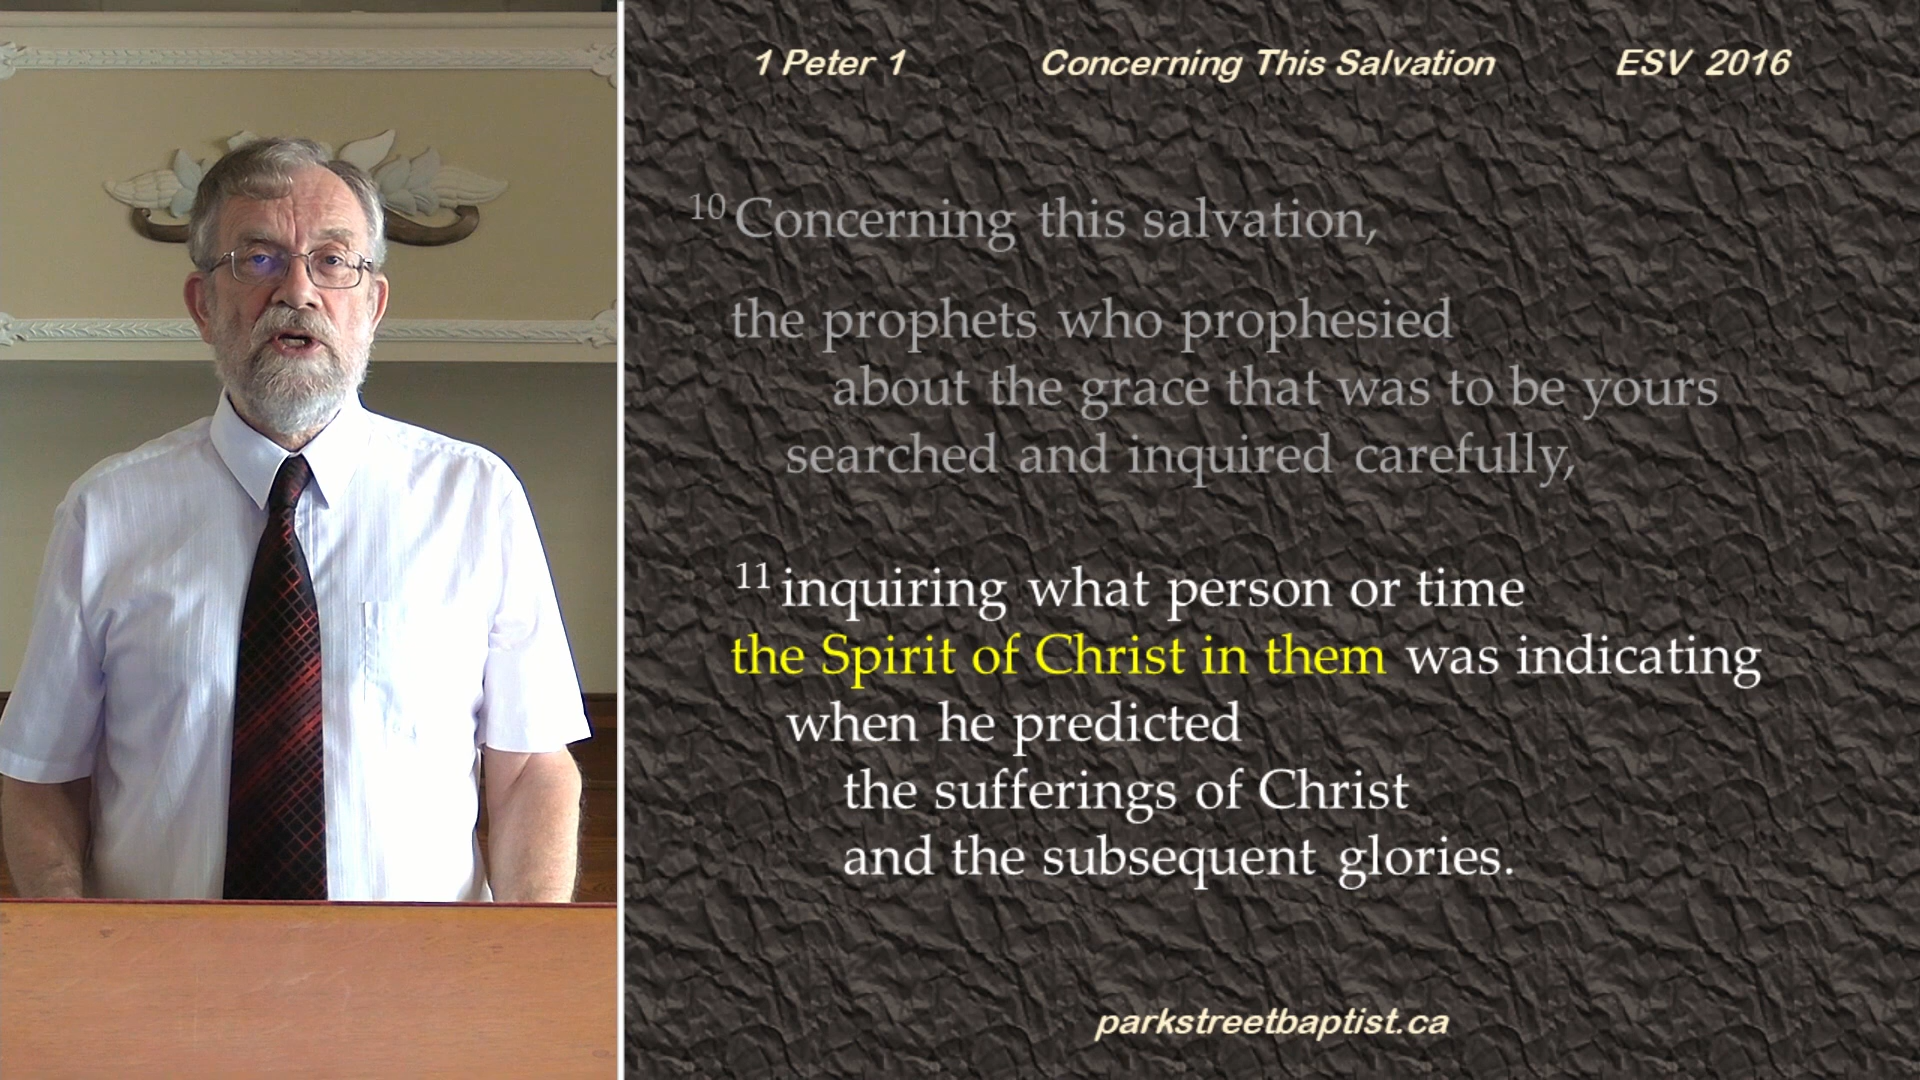 1 Peter 1 Concerning This Salvation ESV 2016
10 Concerning this salvation,
the prophets who prophesied
about the grace that was to be yours
searched and inquired carefully,
11 inquiring what person or time
the Spirit of Christ in them was indicating
when he predicted
the sufferings of Christ
and the subsequent glories.
parkstreetbaptist.ca